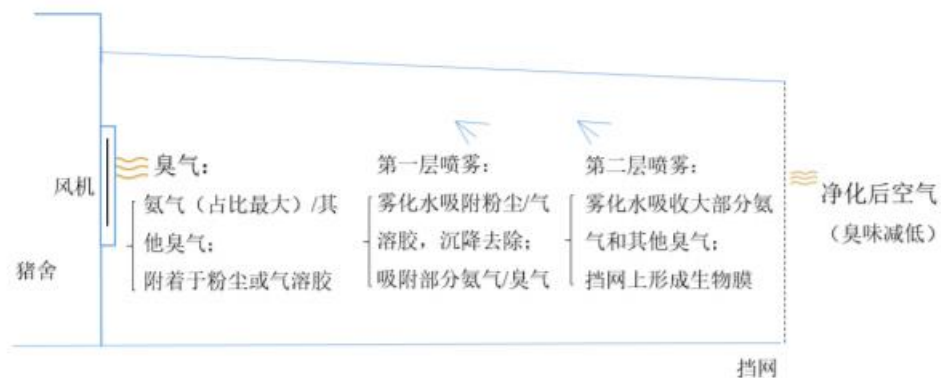 风机
猪舍
臭气：
氨气（占比最大）/其
他臭气；
附着于粉尘或气溶胶
第一层喷雾：
雾化水吸附粉尘/气
溶胶，沉降去除；
吸附部分氨气/臭气
第二层喷雾：
雾化水吸收大部分氨
气和其他臭气；
挡网上形成生物膜
净化后空气
（臭味减低）
挡网